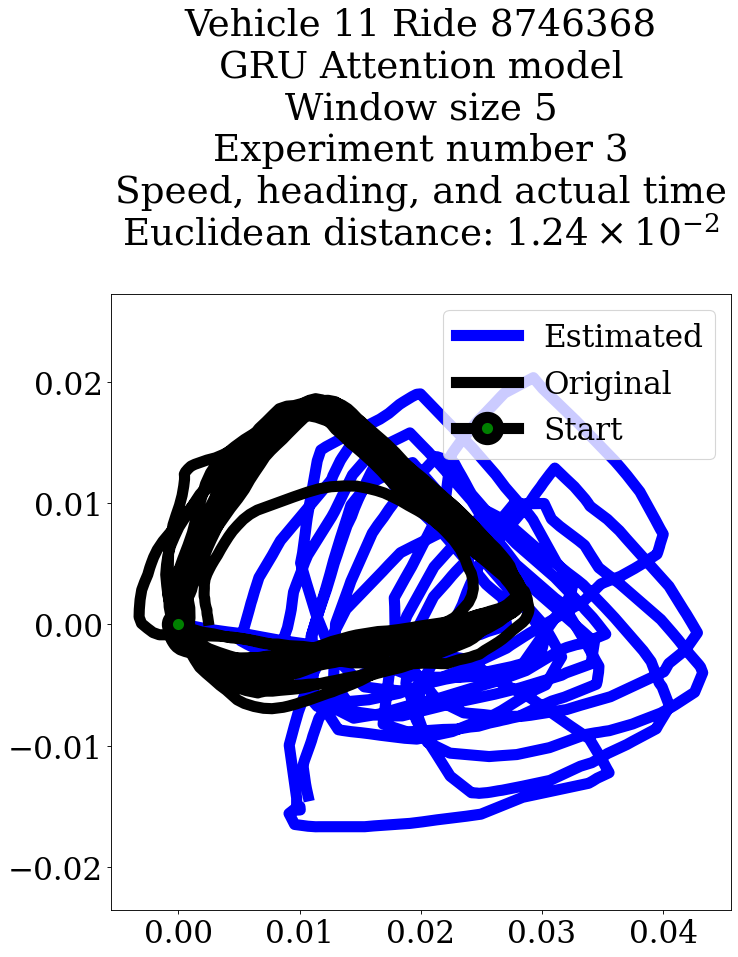 Vehicle 11 Ride 8746368
GRU Attention model
Window size 5
Experiment number 3
Speed, heading, and actual time
Euclidean distance: 1.24 × 10⁻²
Estimated
Original
Start
0.02
0.01
0.00
−0.01
−0.02
0.00 0.01 0.02 0.03 0.04